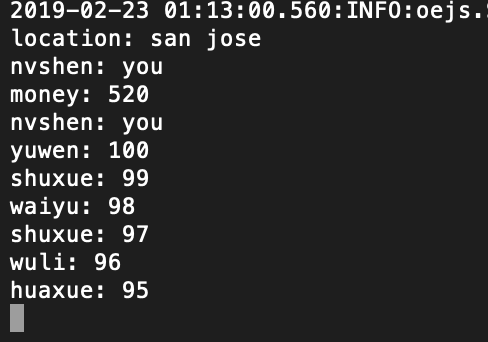 2019-02-23 01:13:00.560:INFO:oejs.
location: san jose
nvshen: you
money: 520
nvshen: you
yuwen: 100
shuxue: 99
waiyu: 98
shuxue: 97
wuli: 96
huaxue: 95